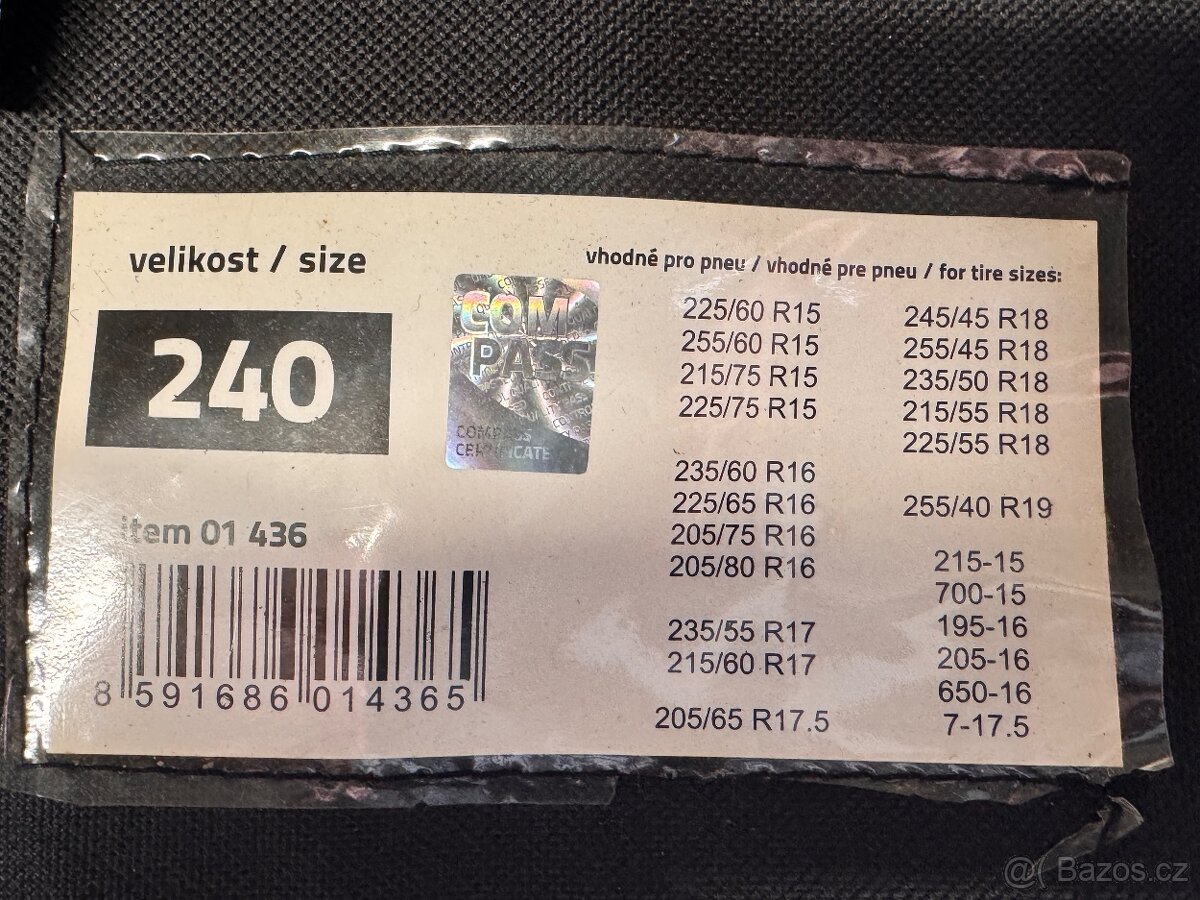 velikost / size
240
COM
PASS
COMPASS
CERTIFICATE
item 01 436
8 591686 014365
vhodné pro pneu / vhodné pre pneu / for tire sizes:
225/60 R15
255/60 R15
215/75 R15
225/75 R15
235/60 R16
225/65 R16
205/75 R16
205/80 R16
235/55 R17
215/60 R17
205/65 R17.5
245/45 R18
255/45 R18
235/50 R18
215/55 R18
225/55 R18
255/40 R19
215-15
700-15
195-16
205-16
650-16
7-17.5
@ Bazos.cz